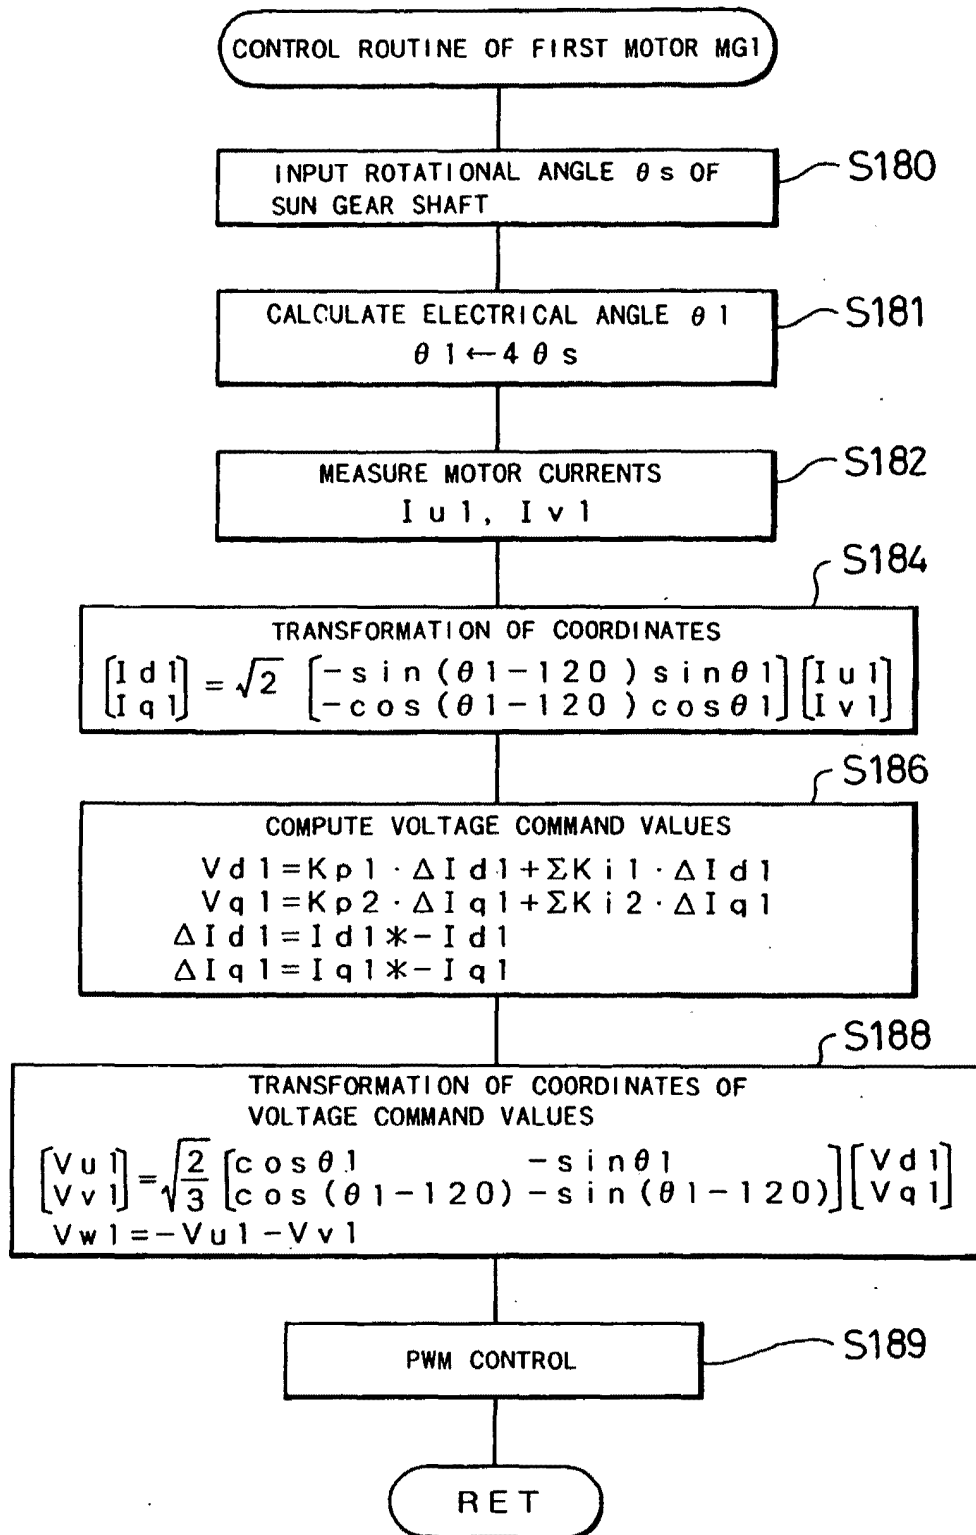 CONTROL ROUTINE OF FIRST MOTOR MG1
INPUT ROTATIONAL ANGLE θs OF
SUN GEAR SHAFT
S180
CALCULATE ELECTRICAL ANGLE θ1
θ1←4θs
S181
MEASURE MOTOR CURRENTS
Iu1, Iv1
S182
S184
TRANSFORMATION OF COORDINATES
[Id1] = √2 [-sin(θ1-120) sinθ1] [Iu1]
[Iq1] [-cos(θ1-120) cosθ1] [Iv1]
S186
COMPUTE VOLTAGE COMMAND VALUES
Vd1=Kp1·ΔId1+ΣKi1·ΔId1
Vq1=Kp2·ΔIq1+ΣKi2·ΔIq1
ΔId1=Id1*-Id1
ΔIq1=Iq1*-Iq1
S188
TRANSFORMATION OF COORDINATES OF
VOLTAGE COMMAND VALUES
[Vu1] = √2/3 [cosθ1 -sinθ1] [Vd1]
[Vv1] [cos(θ1-120) -sin(θ1-120)] [Vq1]
Vw1=-Vu1-Vv1
PWM CONTROL
S189
RET